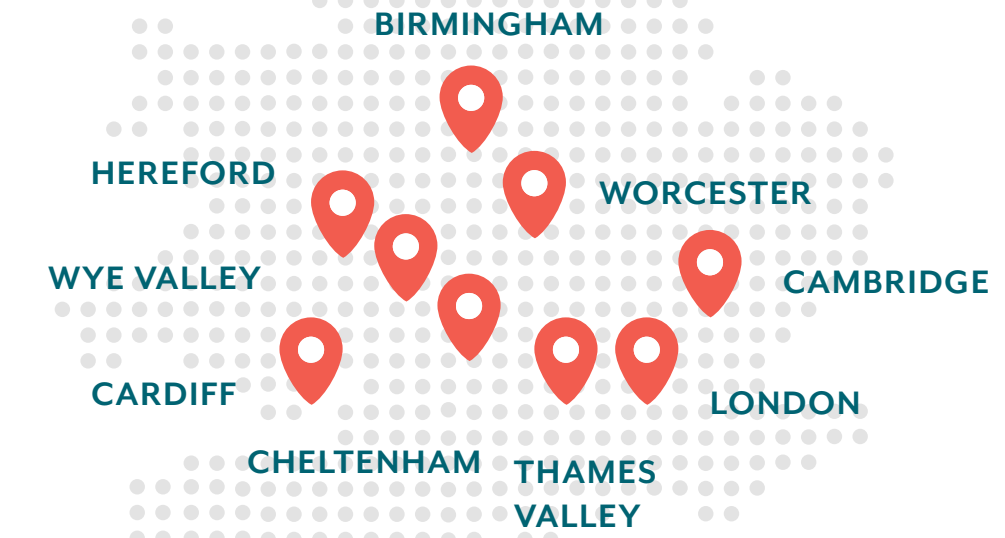 BIRMINGHAM
HEREFORD
WORCESTER
WYE VALLEY
CAMBRIDGE
CARDIFF
LONDON
CHELTENHAM
THAMES
VALLEY